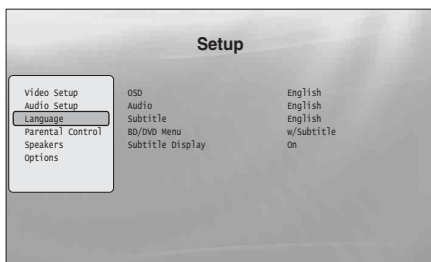 Setup
Video Setup
Audio Setup
Language
Parental Control
Speakers
Options
OSD English
Audio English
Subtitle English
BD/DVD Menu w/Subtitle
Subtitle Display On